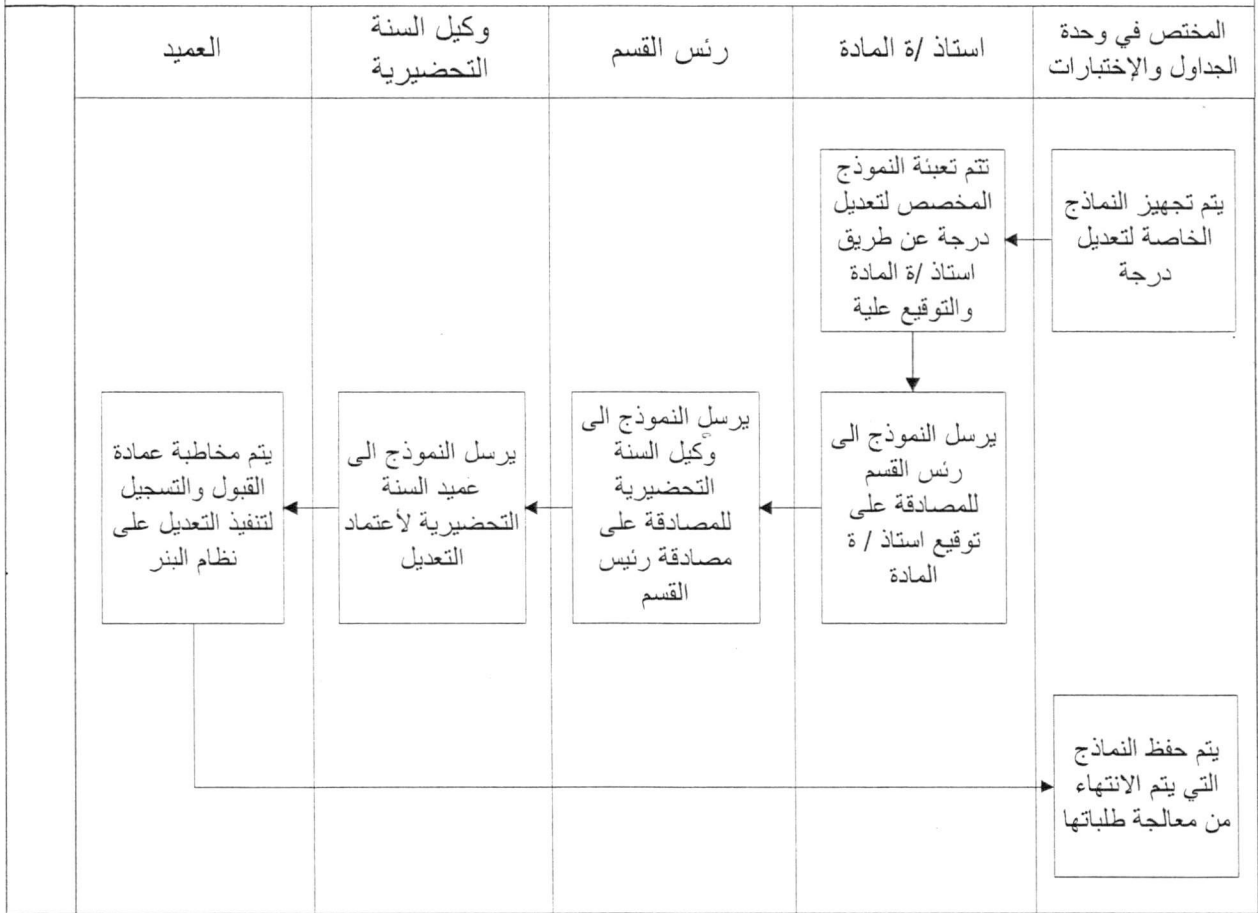 المختص في وحدة
الجداول والإختبارات
استاذ /ة المادة
رئس القسم
وكيل السنة
التحضيرية
العميد
يتم تجهيز النماذج
الخاصة لتعديل
درجة
تتم تعبئة النموذج
المخصص لتعديل
درجة عن طريق
استاذ /ة المادة
والتوقيع علية
يرسل النموذج الى
رئس القسم
للمصادقة على
توقيع استاذ / ة
المادة
يرسل النموذج الى
وكيل السنة
التحضيرية
للمصادقة على
مصادقة رئيس
القسم
يرسل النموذج الى
عميد السنة
التحضيرية لأعتماد
التعديل
يتم مخاطبة عمادة
القبول والتسجيل
لتنفيذ التعديل على
نظام البنر
يتم حفظ النماذج
التي يتم الانتهاء
من معالجة طلباتها